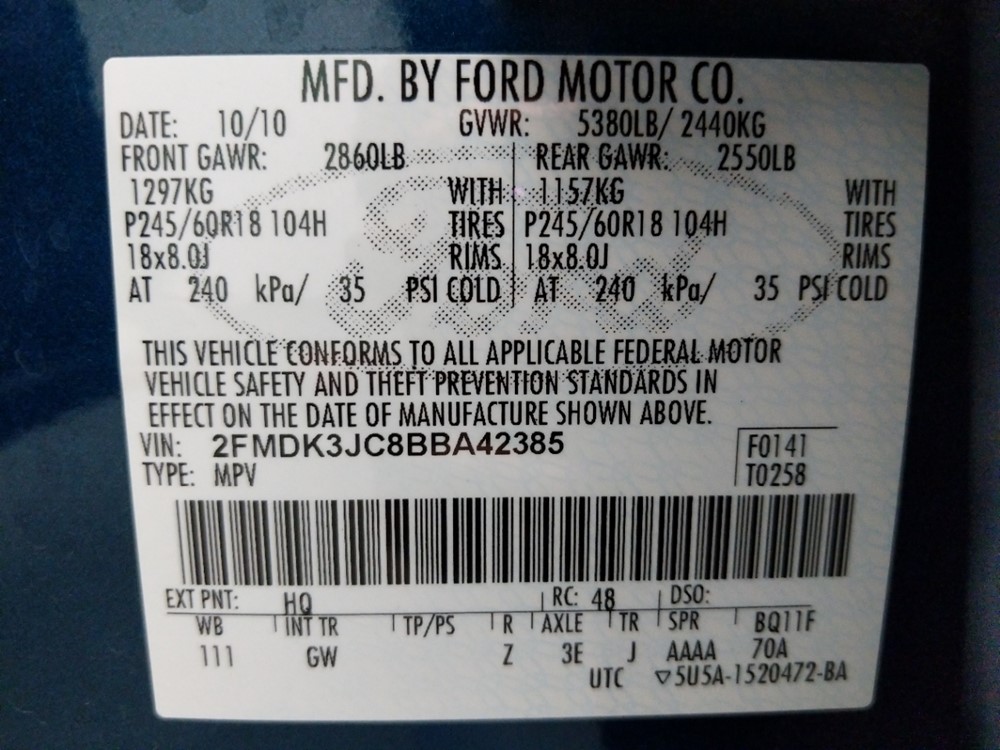 MFD. BY FORD MOTOR CO.
DATE: 10/10 GVWR: 5380LB/ 2440KG
FRONT GAWR: 2860LB REAR GAWR: 2550LB
1297KG WITH 1157KG WITH
P245/60R18 104H TIRES P245/60R18 104H TIRES
18x8.0J RIMS 18x8.0J RIMS
AT 240 kPa/ 35 PSI COLD AT 240 kPa/ 35 PSI COLD
Ford
THIS VEHICLE CONFORMS TO ALL APPLICABLE FEDERAL MOTOR
VEHICLE SAFETY AND THEFT PREVENTION STANDARDS IN
EFFECT ON THE DATE OF MANUFACTURE SHOWN ABOVE.
VIN: 2FMDK3JC8BBA42385 F0141
TYPE: MPV T0258
EXT PNT: HQ RC: 48 DSO:
WB INT TR TP/PS R AXLE TR SPR BQ11F
111 GW Z 3E J AAAA 70A
UTC ▽5U5A-1520472-BA